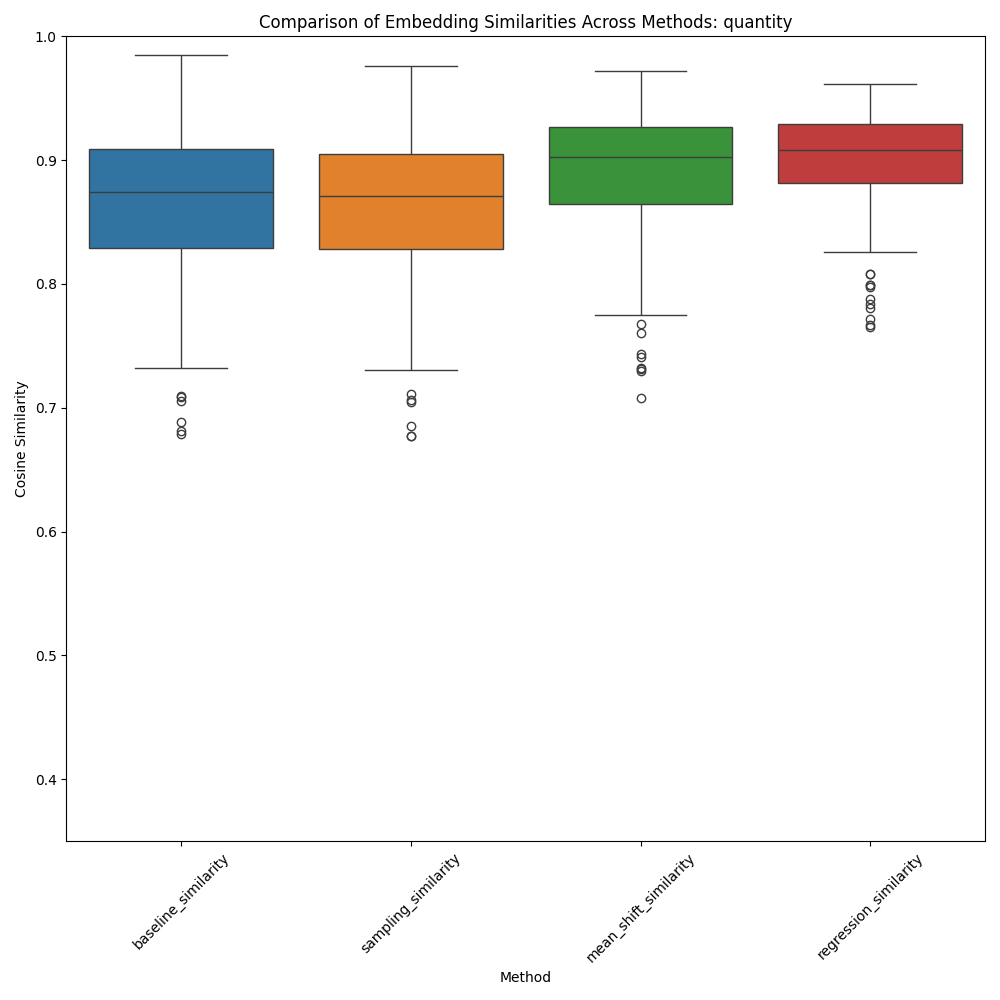 Comparison of Embedding Similarities Across Methods: quantity
1.0
0.9
0.8
0.7
0.6
0.5
0.4
Cosine Similarity
baseline_similarity
sampling_similarity
mean_shift_similarity
regression_similarity
Method